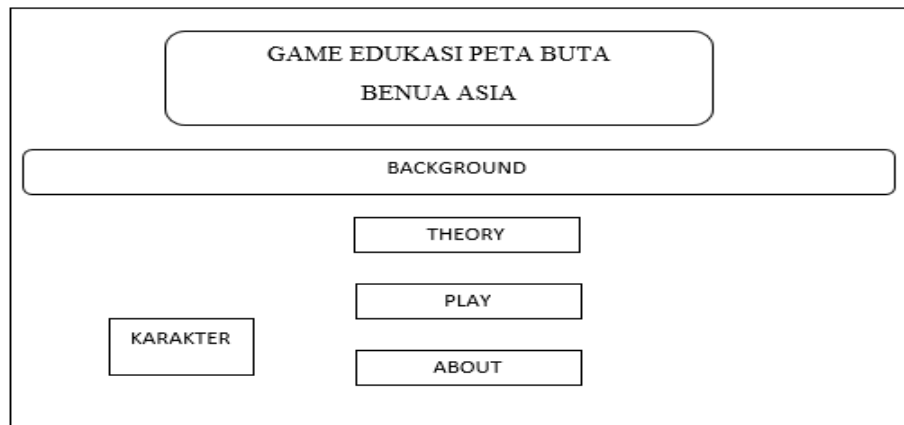 GAME EDUKASI PETA BUTA
BENUA ASIA
BACKGROUND
THEORY
PLAY
KARAKTER
ABOUT